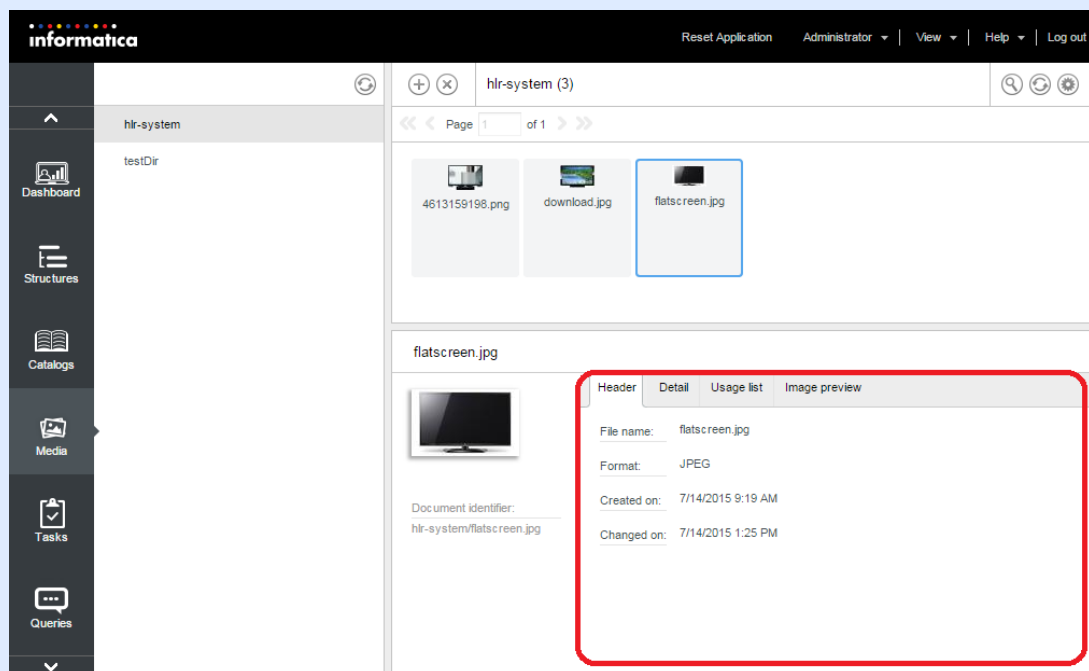 informatica
Reset Application Administrator View Help Log out
hlr-system (3)
hlr-system
testDir
Page 1 of 1
4613159198.png download.jpg flatscreen.jpg
Dashboard
Structures
Catalogs
Media
Tasks
Queries
flatscreen.jpg
Header Detail Usage list Image preview
File name: flatscreen.jpg
Format: JPEG
Created on: 7/14/2015 9:19 AM
Changed on: 7/14/2015 1:25 PM
Document identifier:
hlr-system/flatscreen.jpg